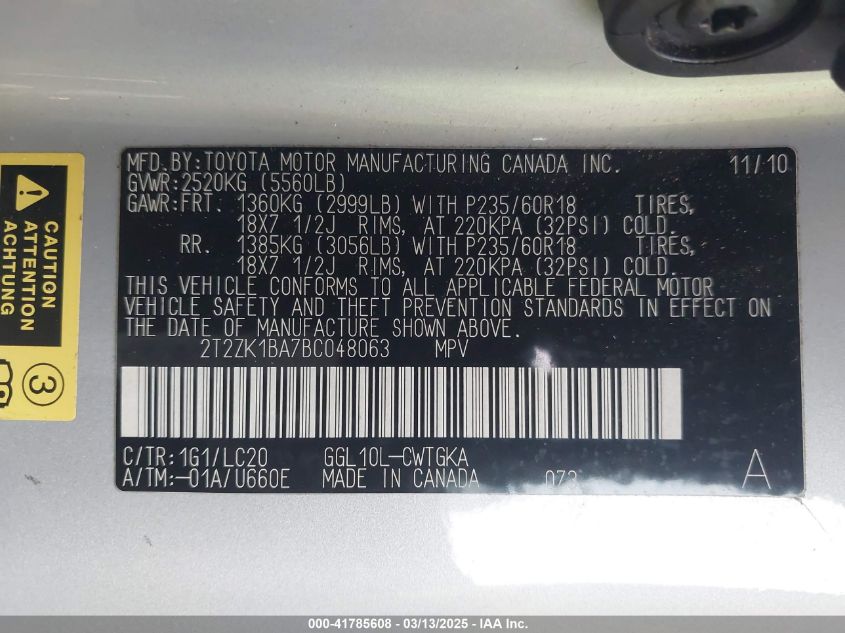 MFD. BY: TOYOTA MOTOR MANUFACTURING CANADA INC. 11/10
GVWR: 2520KG (5560LB)
GAWR: FRT. 1360KG (2999LB) WITH P235/60R18 TIRES,
18X7 1/2J RIMS, AT 220KPA (32PSI) COLD.
RR. 1385KG (3056LB) WITH P235/60R18 TIRES,
18X7 1/2J RIMS, AT 220KPA (32PSI) COLD.
THIS VEHICLE CONFORMS TO ALL APPLICABLE FEDERAL MOTOR
VEHICLE SAFETY AND THEFT PREVENTION STANDARDS IN EFFECT ON
THE DATE OF MANUFACTURE SHOWN ABOVE.
2T2ZK1BA7BC048063 MPV
C/TR: 1G1/LC20 GGL10L-CWTGKA
A/TM:-01A/U660E MADE IN CANADA A
CAUTION
ATTENTION
ACHTUNG
3
000-41785608 - 03/13/2025 - IAAI.com